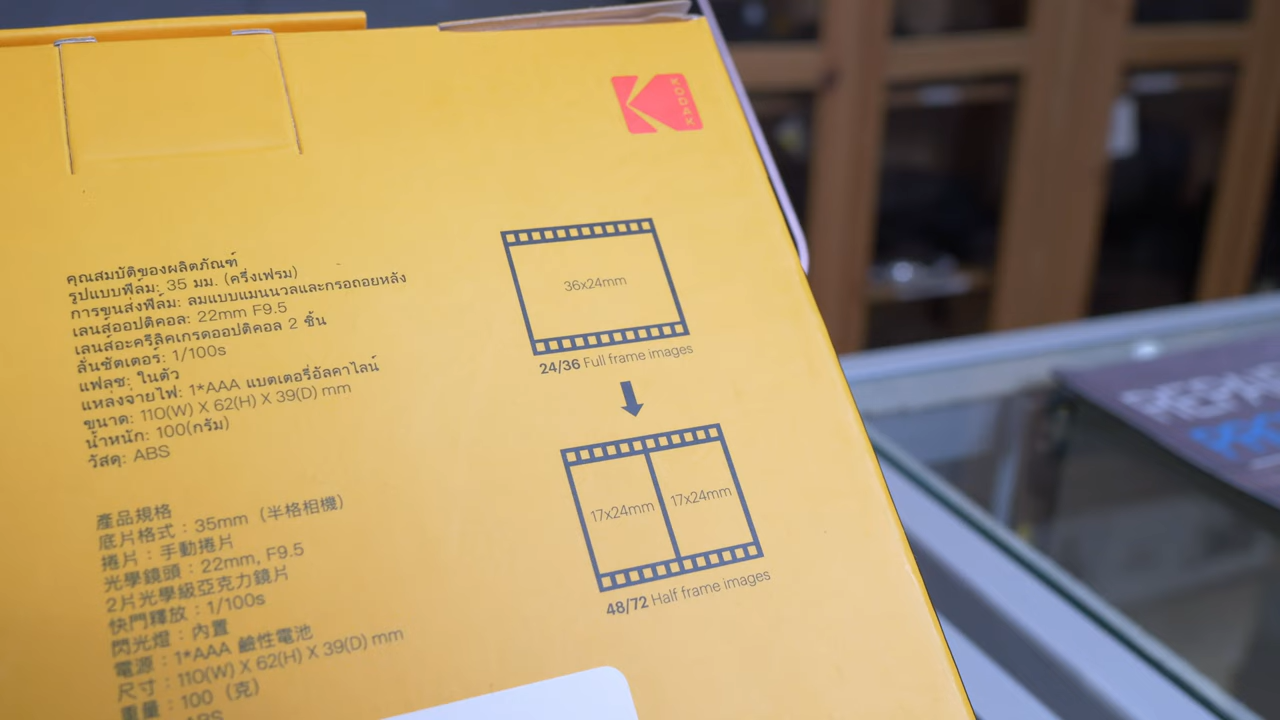 KODAK
คุณสมบัติของผลิตภัณฑ์
รูปแบบฟิล์ม: 35 มม. (ครึ่งเฟรม)
การขนส่งฟิล์ม: ลมแบบแมนนวลและกรอถอยหลัง
เลนส์ออปติคอล: 22mm F9.5
เลนส์อะครีลิคเกรดออปติคอล 2 ชิ้น
ลั่นชัตเตอร์: 1/100s
แฟลช: ในตัว
แหล่งจ่ายไฟ: 1*AAA แบตเตอรี่อัลคาไลน์
ขนาด: 110(W) X 62(H) X 39(D) mm
น้ำหนัก: 100(กรัม)
วัสดุ: ABS
產品規格
底片格式：35mm（半格相機）
捲片：手動捲片
光學鏡頭：22mm, F9.5
2片光學級亞克力鏡片
快門釋放：1/100s
閃光燈：內置
電源：1*AAA 鹼性電池
尺寸：110(W) X 62(H) X 39(D) mm
重量：100（克）
ABS
36x24mm
24/36 Full frame images
17x24mm
17x24mm
48/72 Half frame images